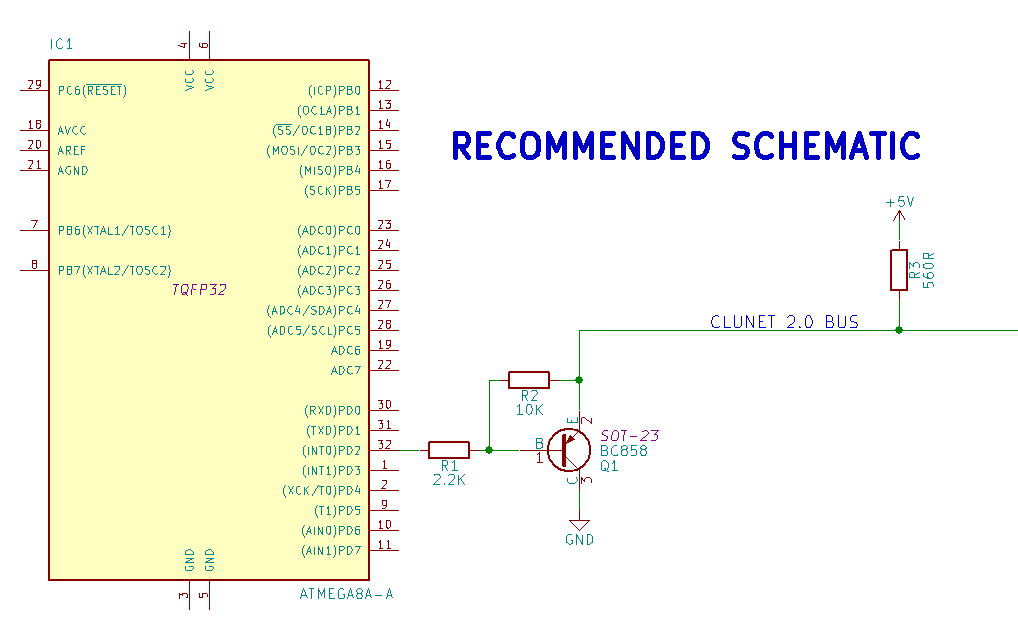 IC1
4
6
VCC
VCC
29
PC6(RESET)
(ICP)PB0
12
(OC1A)PB1
13
18
AVCC
(SS/OC1B)PB2
14
20
AREF
(MOSI/OC2)PB3
15
21
AGND
(MISO)PB4
16
(SCK)PB5
17
RECOMMENDED SCHEMATIC
7
PB6(XTAL1/TOSC1)
(ADC0)PC0
23
(ADC1)PC1
24
8
PB7(XTAL2/TOSC2)
(ADC2)PC2
25
TQFP32
(ADC3)PC3
26
(ADC4/SDA)PC4
27
(ADC5/SCL)PC5
28
ADC6
19
ADC7
22
(RXD)PD0
30
(TXD)PD1
31
(INT0)PD2
32
(INT1)PD3
1
(XCK/T0)PD4
2
(T1)PD5
9
(AIN0)PD6
10
(AIN1)PD7
11
GND
GND
3
5
ATMEGA8A-A
+5V
R3
560R
CLUNET 2.0 BUS
R2
10K
R1
2.2K
E
2
B
1
C
3
SOT-23
BC858
Q1
GND